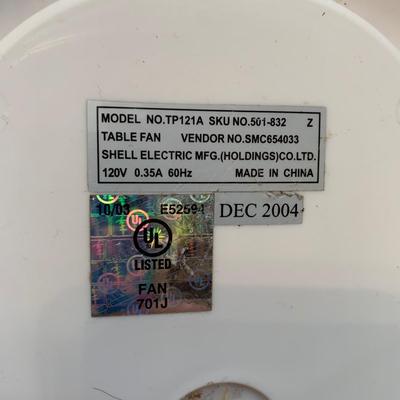 MODEL NO.TP121A SKU NO.501-832 Z
TABLE FAN VENDOR NO.SMC654033
SHELL ELECTRIC MFG.(HOLDINGS)CO.LTD.
120V 0.35A 60Hz MADE IN CHINA
10/03 E52594
DEC 2004
UL
LISTED
FAN
701J